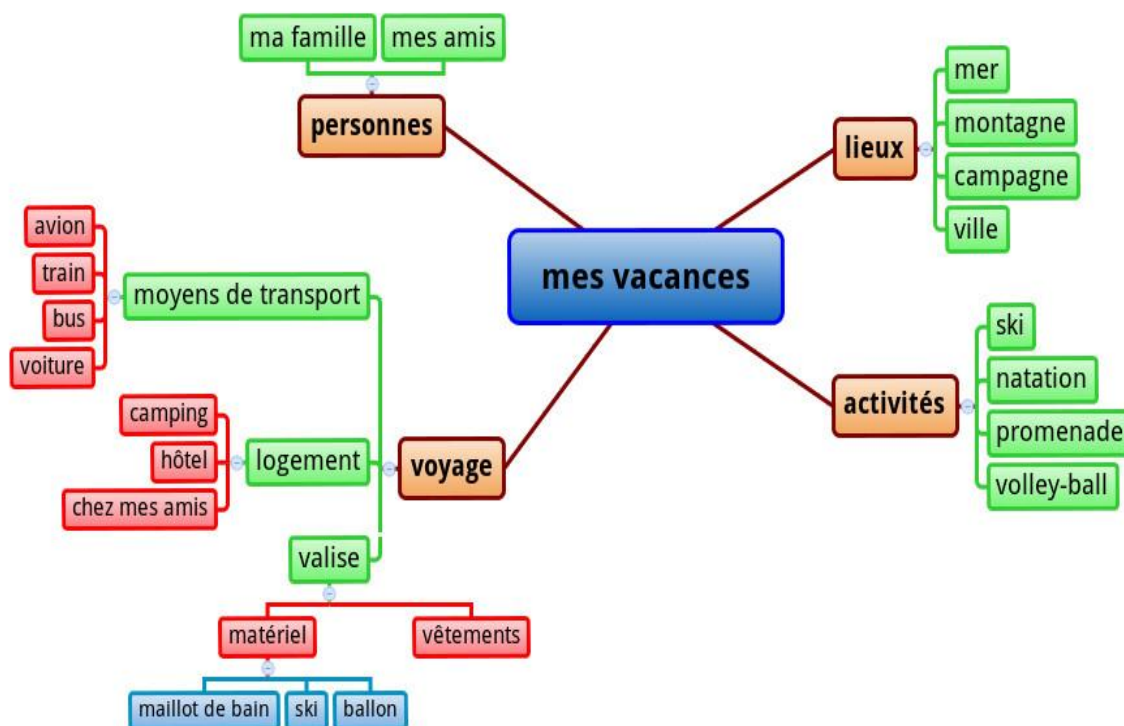 ma famille
mes amis
personnes
lieux
mer
montagne
campagne
ville
mes vacances
activités
ski
natation
promenade
volley-ball
voyage
moyens de transport
avion
train
bus
voiture
logement
camping
hôtel
chez mes amis
valise
matériel
vêtements
maillot de bain
ski
ballon